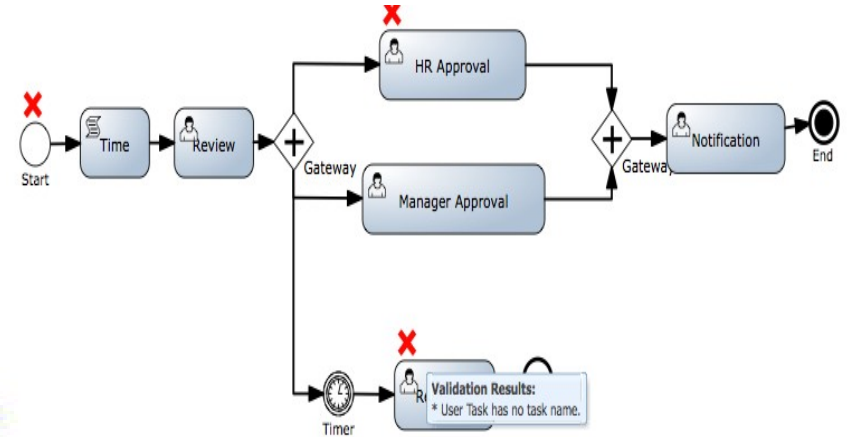 HR Approval
Start
Time
Review
Gateway
Manager Approval
Gateway
Notification
End
Timer
Validation Results:
* User Task has no task name.